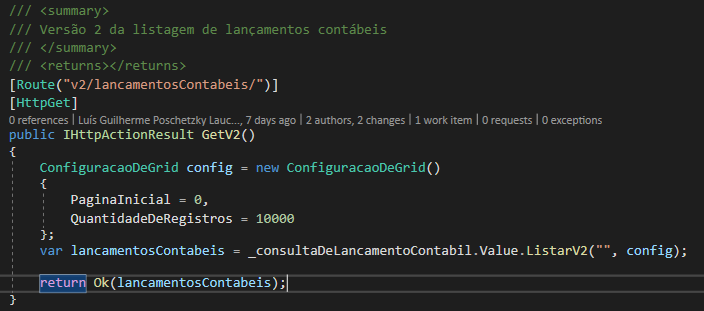 /// <summary>
/// Versão 2 da listagem de lançamentos contábeis
/// </summary>
/// <returns></returns>
[Route("v2/lancamentosContabeis/")]
[HttpGet]
0 references | Luís Guilherme Poschetzky Lauc..., 7 days ago | 2 authors, 2 changes | 1 work item | 0 requests | 0 exceptions
public IHttpActionResult GetV2()
{
ConfiguracaoDeGrid config = new ConfiguracaoDeGrid()
{
PaginaInicial = 0,
QuantidadeDeRegistros = 10000
};
var lancamentosContabeis = _consultaDeLancamentoContabil.Value.ListarV2("", config);
return Ok(lancamentosContabeis);
}